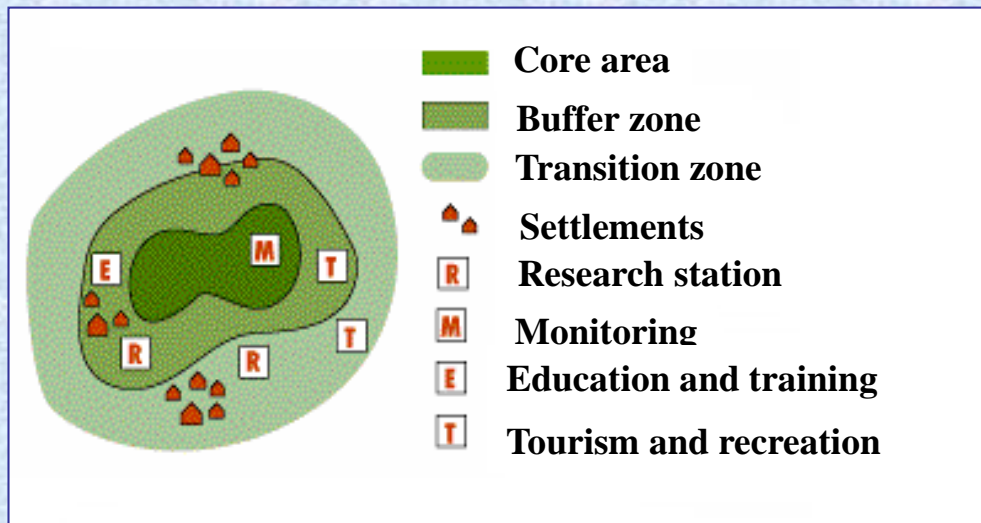 Core area
Buffer zone
Transition zone
Settlements
R Research station
M Monitoring
E Education and training
T Tourism and recreation
M
E
T
R
R
T